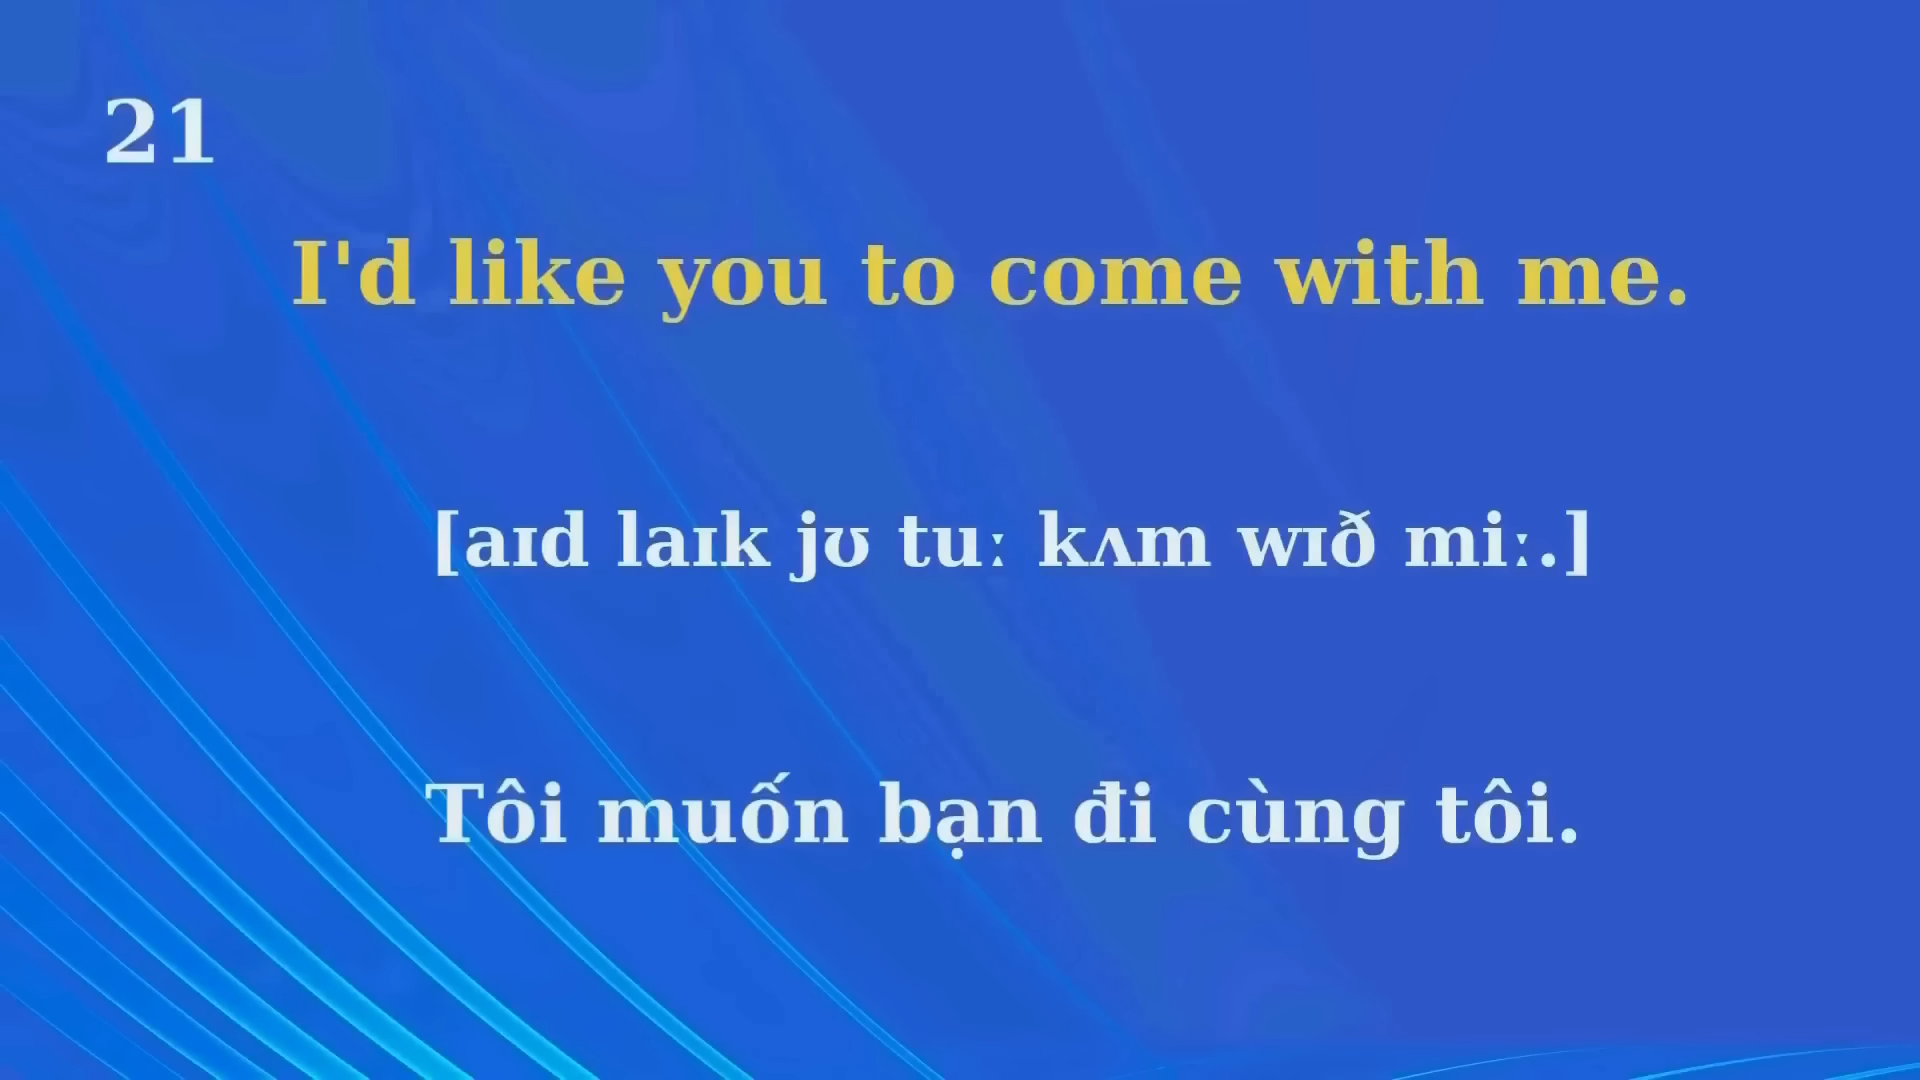 21
I'd like you to come with me.
[aɪd laɪk jʊ tuː kʌm wɪð miː.]
Tôi muốn bạn đi cùng tôi.